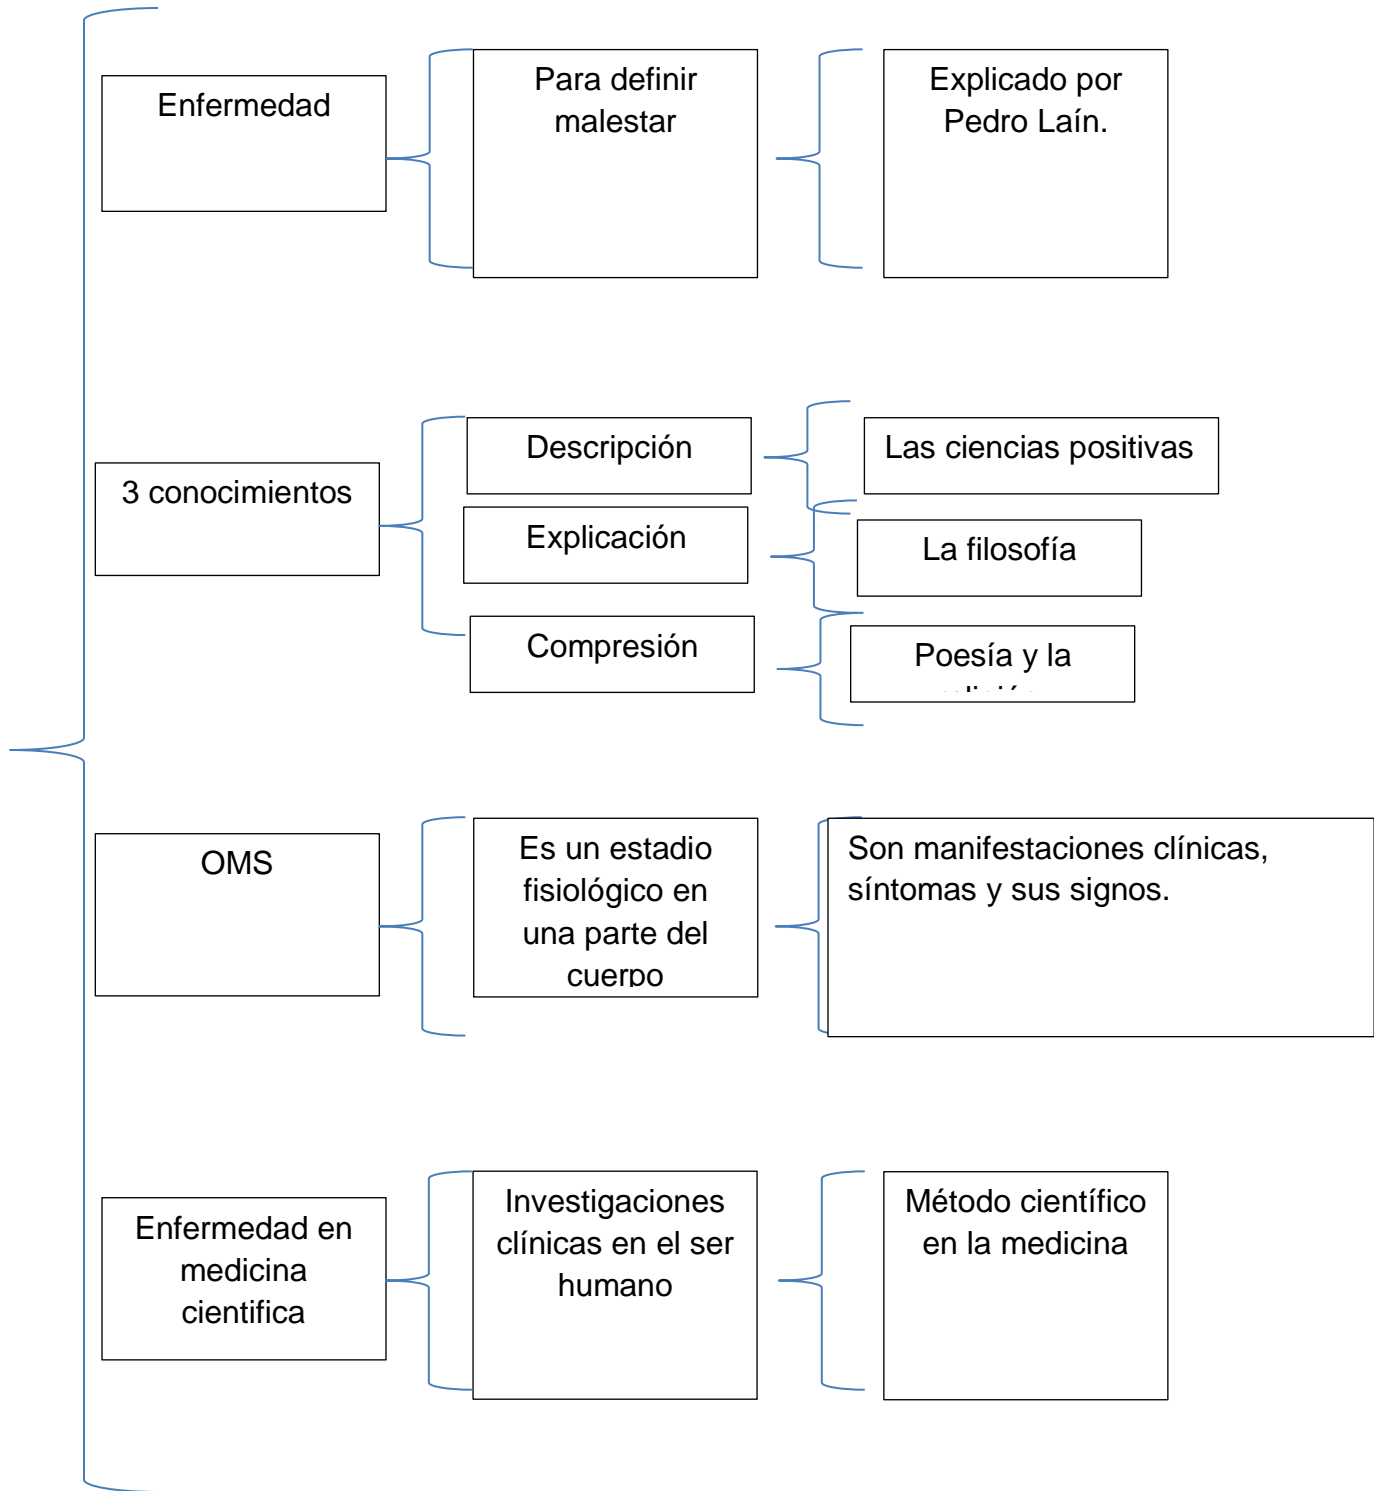 Enfermedad
Para definir
malestar
Explicado por
Pedro Laín.
3 conocimientos
Descripción
Las ciencias positivas
Explicación
La filosofía
Compresión
Poesía y la
OMS
Es un estadio
fisiológico en
una parte del
cuerpo
Son manifestaciones clínicas,
síntomas y sus signos.
Enfermedad en
medicina
cientifica
Investigaciones
clínicas en el ser
humano
Método científico
en la medicina